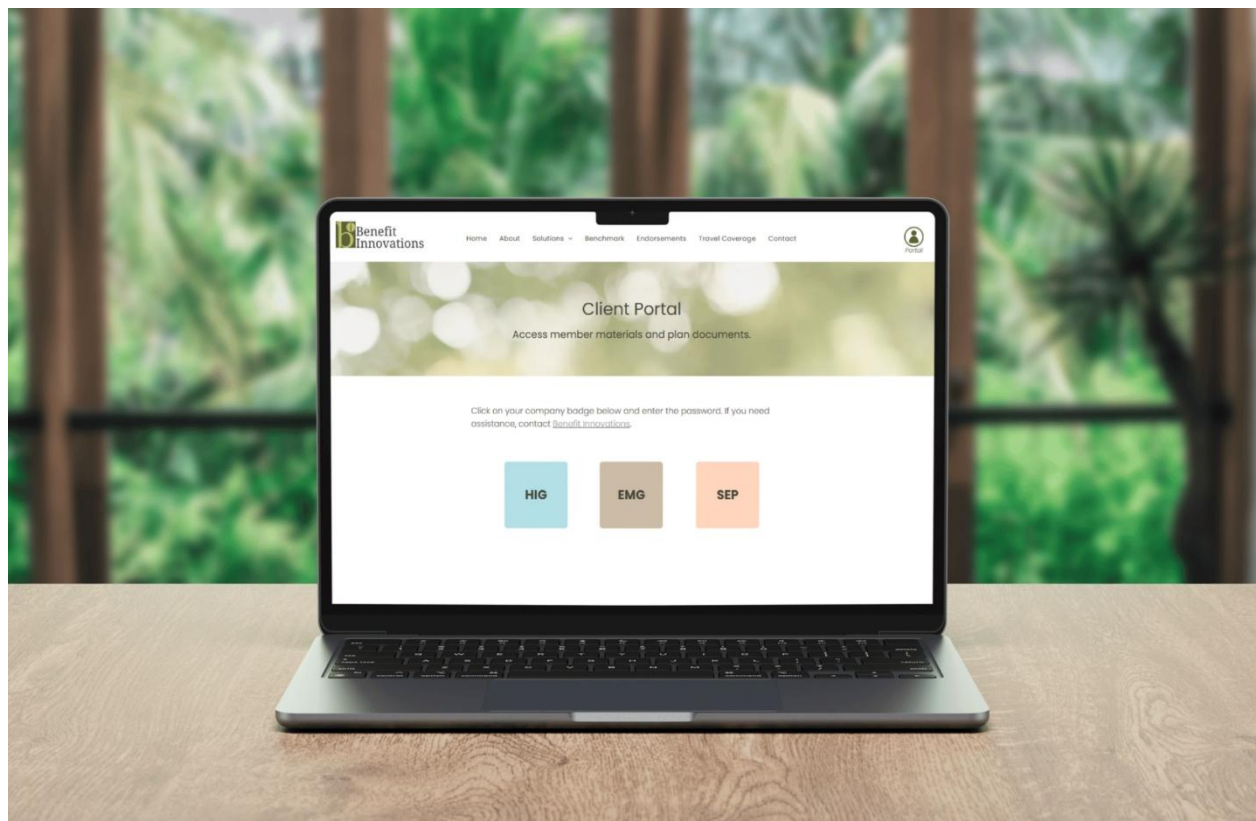 Benefit
Innovations
Home About Solutions Benchmark Endorsements Travel Coverage Contact
Portal
Client Portal
Access member materials and plan documents.
Click on your company badge below and enter the password. If you need
assistance, contact Benefit Innovations.
HIG EMG SEP